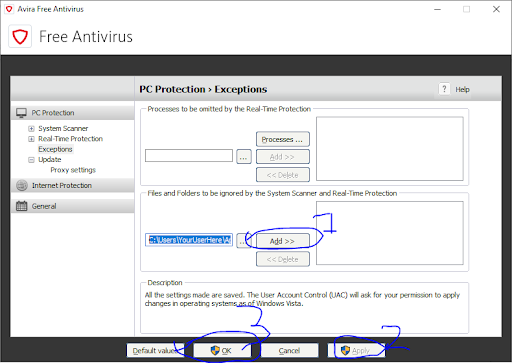 Avira Free Antivirus
Free Antivirus
PC Protection > Exceptions
? Help
PC Protection
System Scanner
Real-Time Protection
Exceptions
Update
Proxy settings
Internet Protection
General
Processes to be omitted by the Real-Time Protection
Processes ...
... Add >>
<< Delete
Files and Folders to be ignored by the System Scanner and Real-Time Protection
1
C:\Users\YourUserHere\A ... Add >>
<< Delete
Description
All the settings made are saved. The User Account Control (UAC) will ask for your permission to apply
changes in operating systems as of Windows Vista.
3 2
Default values OK Cancel Apply